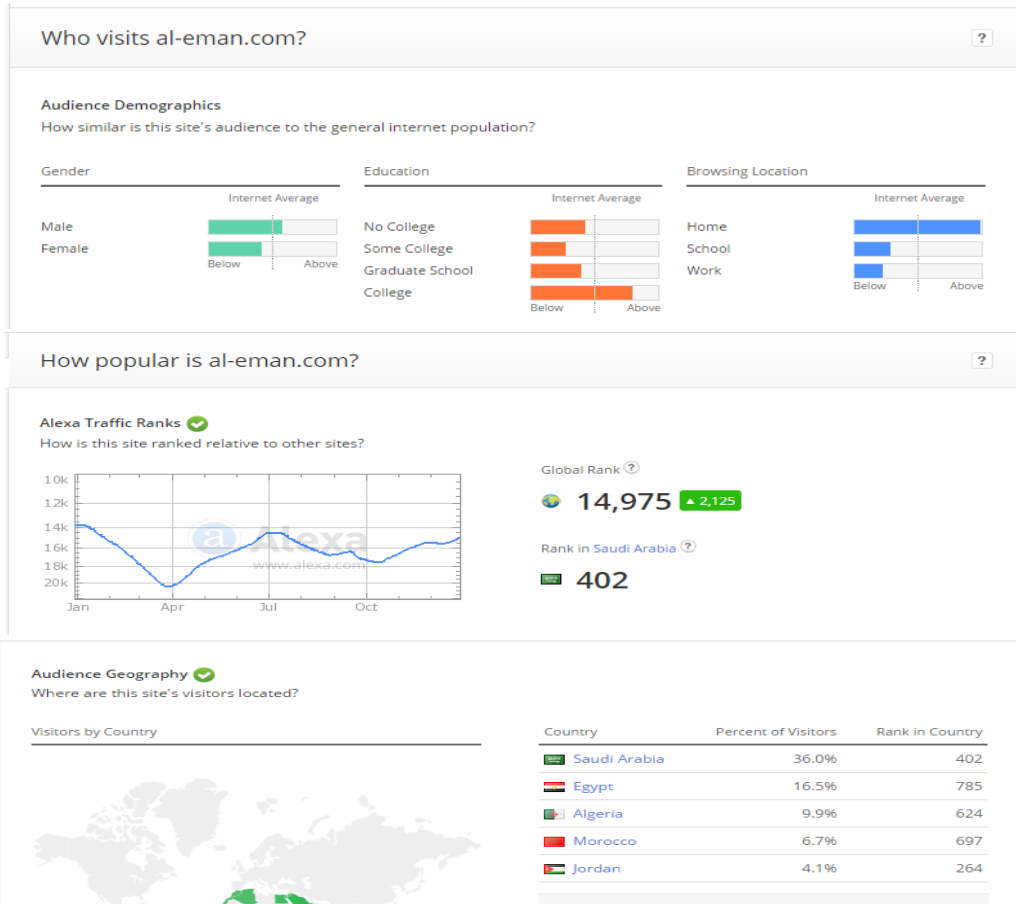 Who visits al-eman.com?
?
Audience Demographics
How similar is this site's audience to the general internet population?
Gender
Internet Average
Male
Female
Below Above
Education
Internet Average
No College
Some College
Graduate School
College
Below Above
Browsing Location
Internet Average
Home
School
Work
Below Above
How popular is al-eman.com?
?
Alexa Traffic Ranks
How is this site ranked relative to other sites?
10k
12k
14k
16k
18k
20k
Jan Apr Jul Oct
a Alexa
www.alexa.com
Global Rank ?
14,975 2,125
Rank in Saudi Arabia ?
402
Audience Geography
Where are this site's visitors located?
Visitors by Country
Country Percent of Visitors Rank in Country
Saudi Arabia 36.0% 402
Egypt 16.5% 785
Algeria 9.9% 624
Morocco 6.7% 697
Jordan 4.1% 264